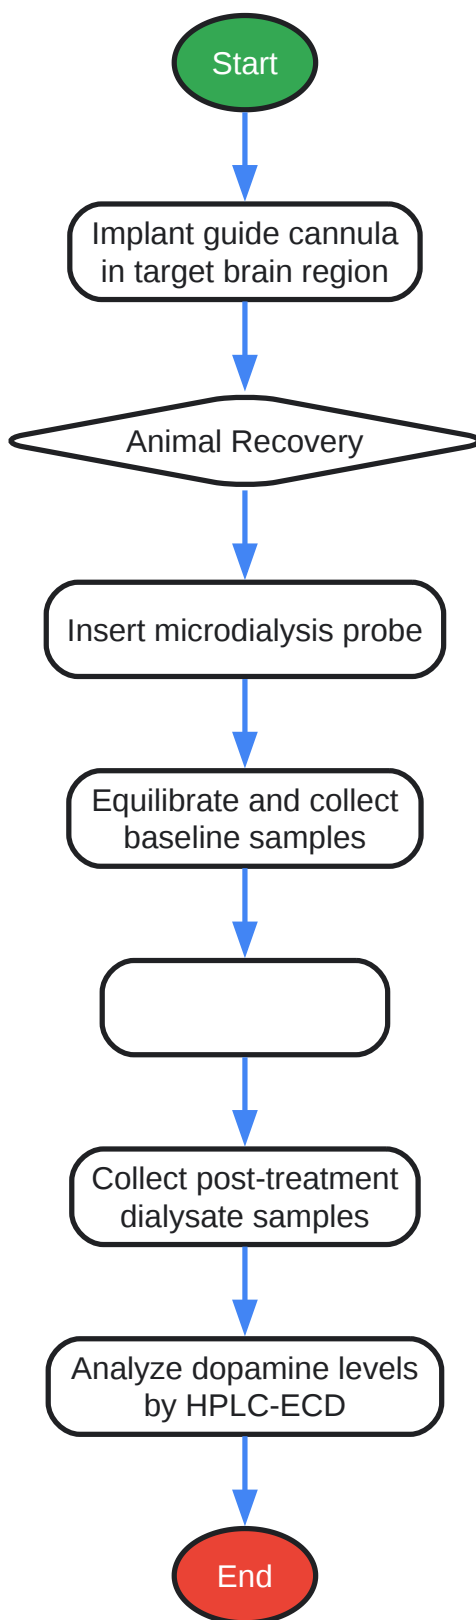 Start
Implant guide cannula
in target brain region
Animal Recovery
Insert microdialysis probe
Equilibrate and collect
baseline samples
Collect post-treatment
dialysate samples
Analyze dopamine levels
by HPLC-ECD
End